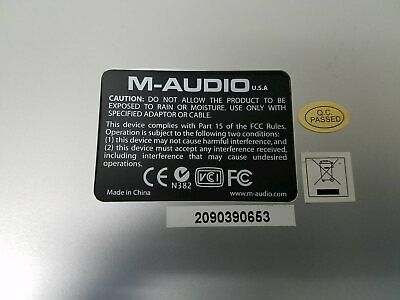 M-AUDIO U.S.A
CAUTION: DO NOT ALLOW THE PRODUCT TO BE
EXPOSED TO RAIN OR MOISTURE. USE ONLY WITH
SPECIFIED ADAPTOR OR CABLE.
This device complies with Part 15 of the FCC Rules.
Operation is subject to the following two conditions:
(1) this device may not cause harmful interference, and
(2) this device must accept any interference received,
including interference that may cause undesired
operations.
CE N382 VCI FC
Made in China www.m-audio.com
Q.C.
PASSED
2090390653